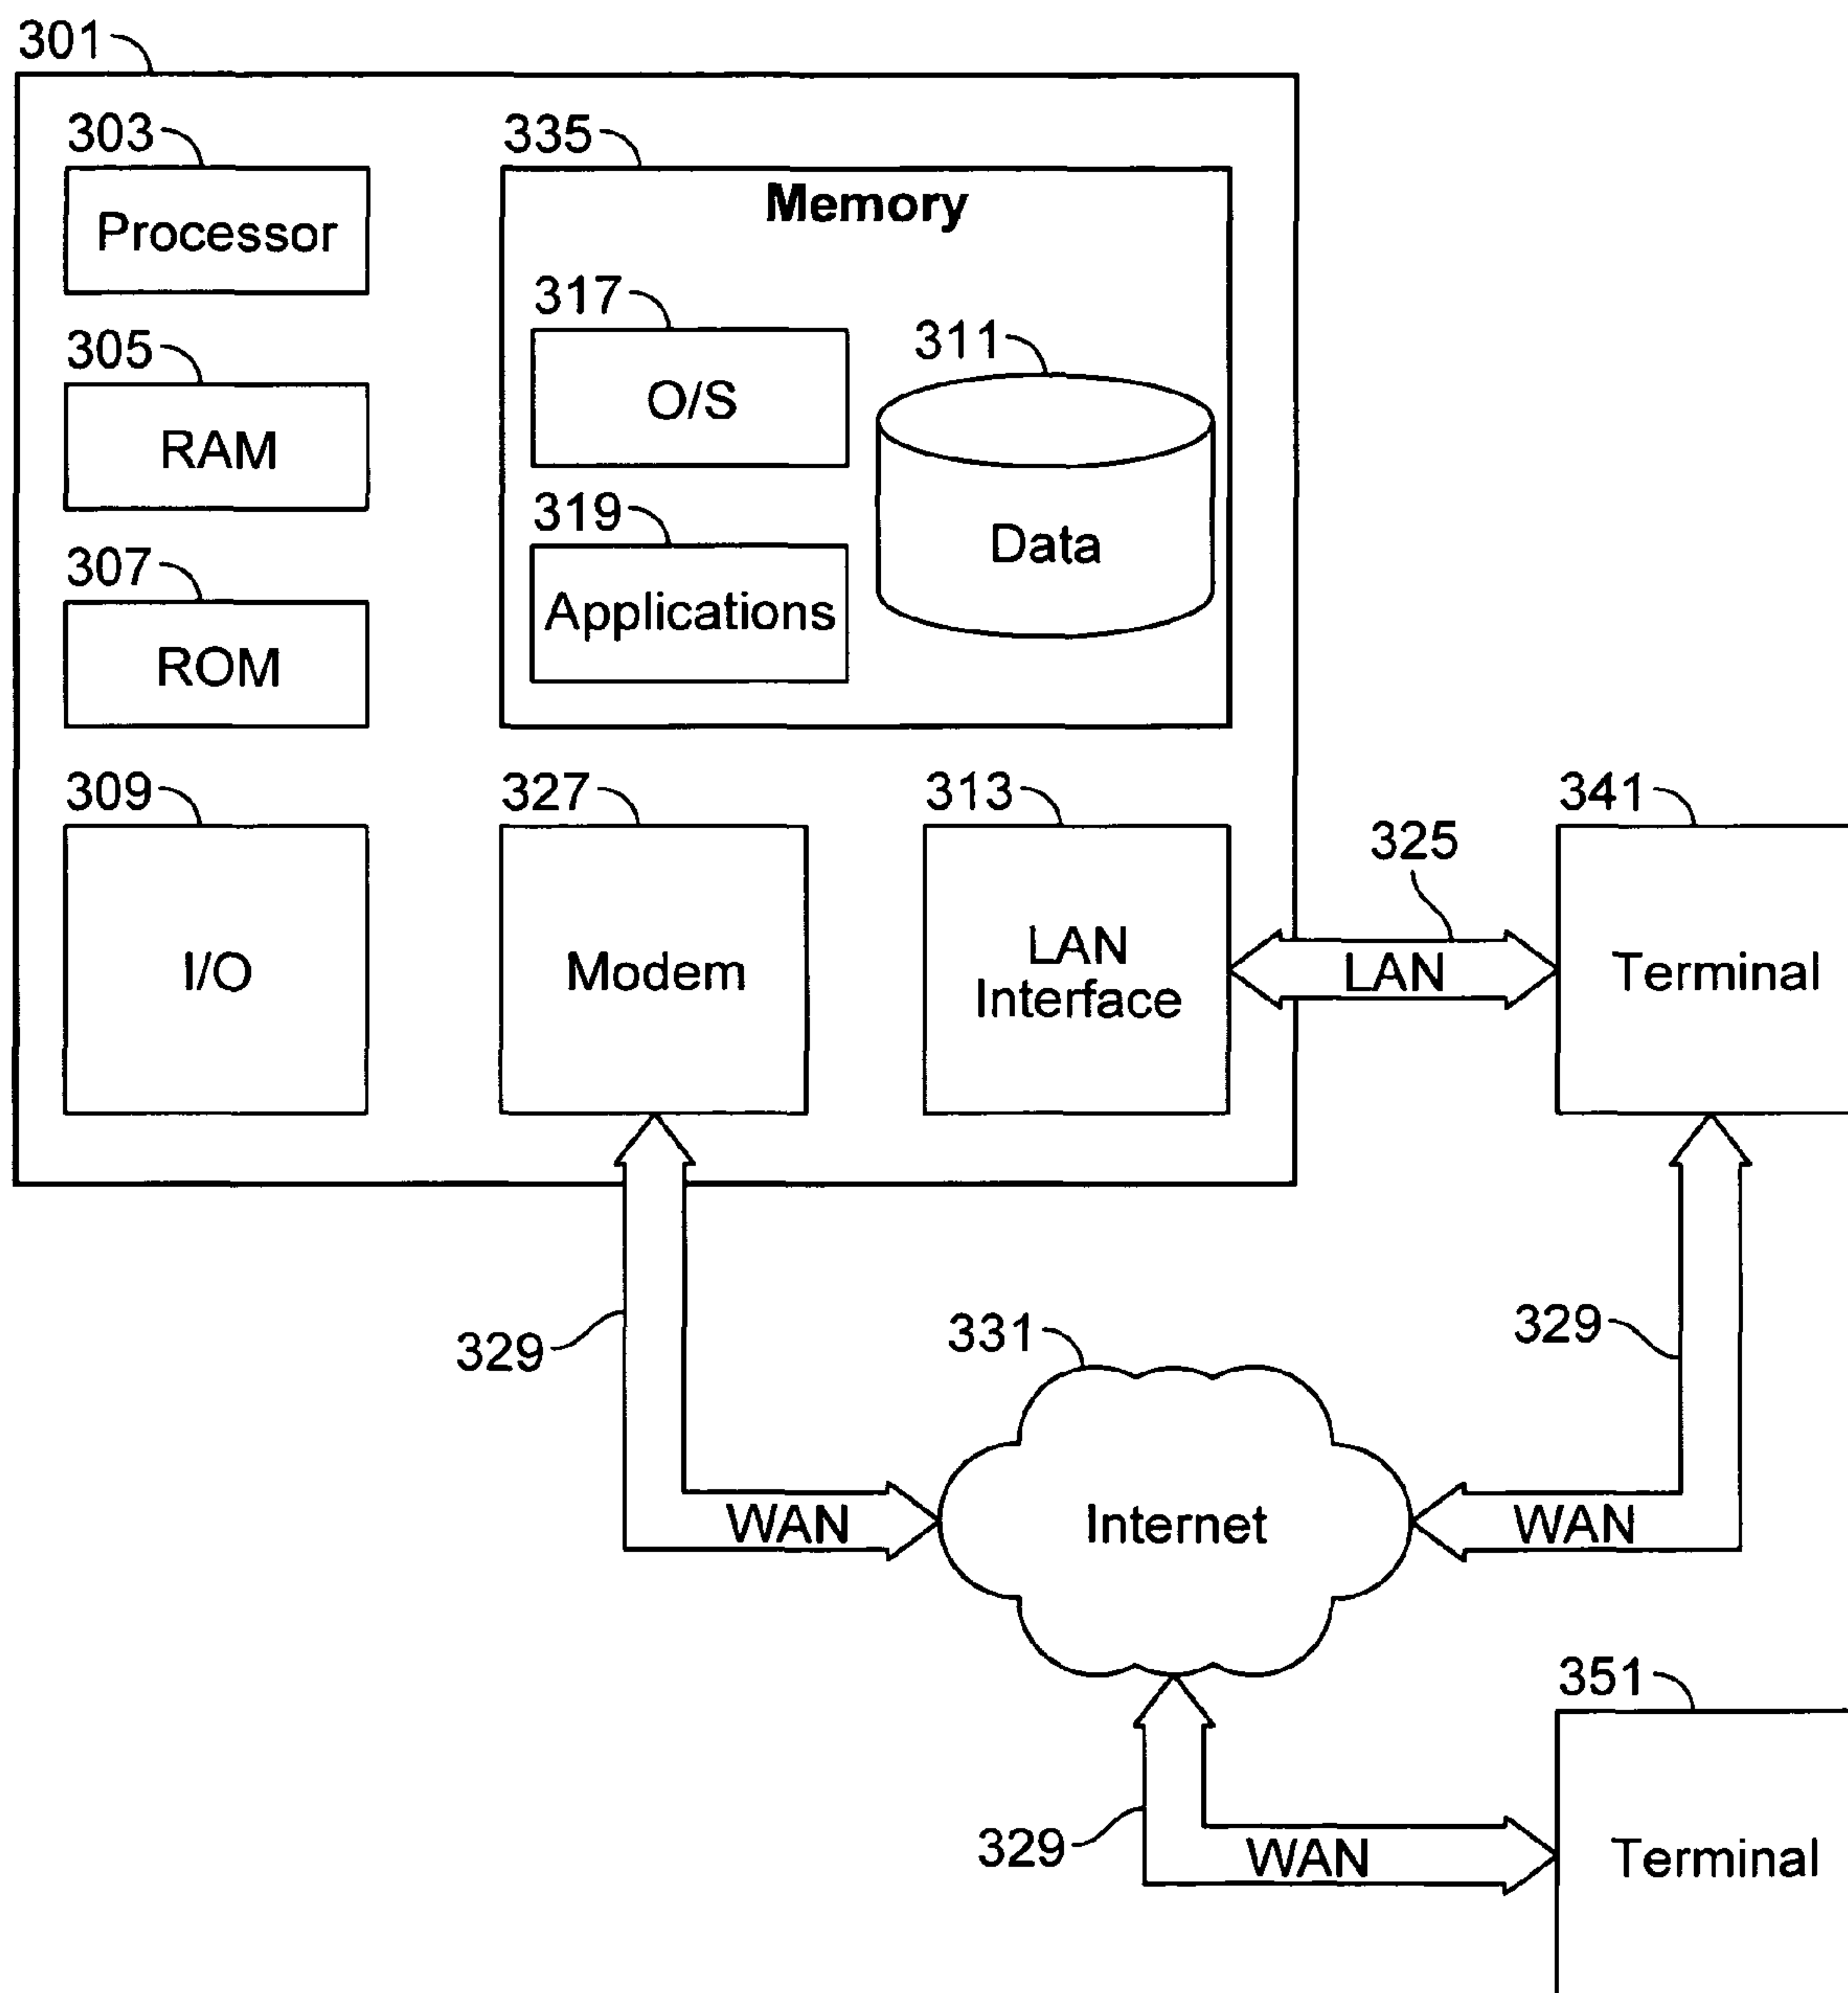 301
303
Processor
305
RAM
307
ROM
335
Memory
317
O/S
311
Data
319
Applications
309
I/O
327
Modem
313
LAN
Interface
325
LAN
341
Terminal
329
WAN
331
Internet
329
WAN
329
WAN
351
Terminal